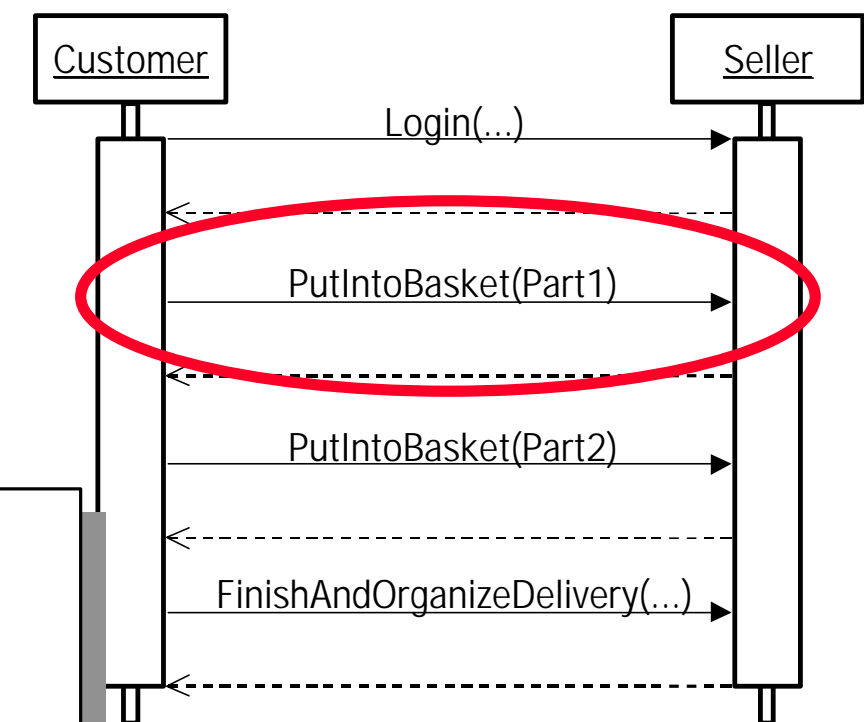 Customer
Seller
Login(...)
PutIntoBasket(Part1)
PutIntoBasket(Part2)
FinishAndOrganizeDelivery(...)